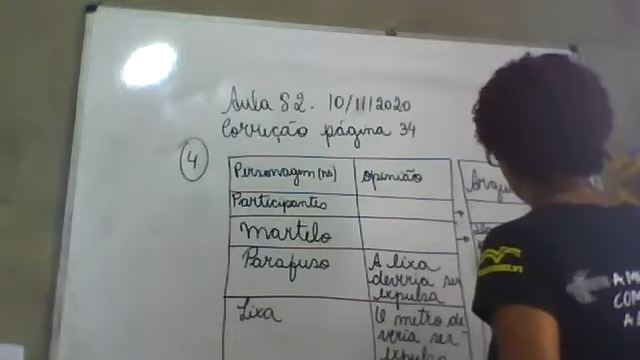 Aula 82. 10/11/2020
Correção página 34
4
Personagem(ns) opinião
Participantes
Martelo
Parafuso A lixa
deveria ser
expulsa
Lixa O metro de
veria ser
expulso